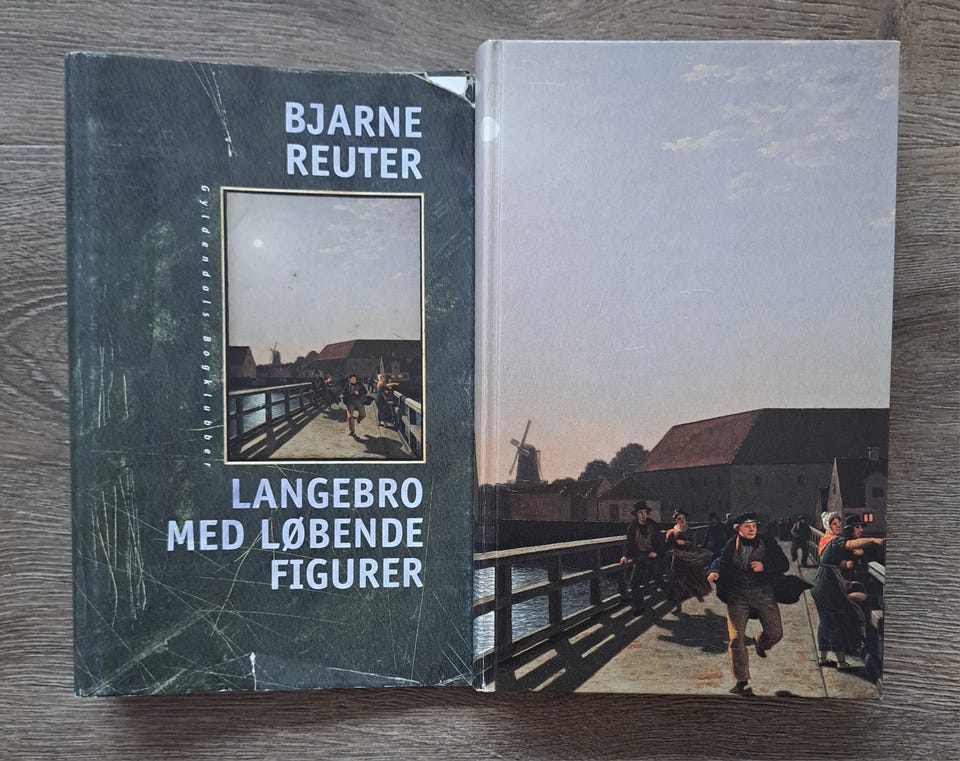 BJARNE
REUTER
Gyldendals Bogklubber
LANGEBRO
MED LØBENDE
FIGURER